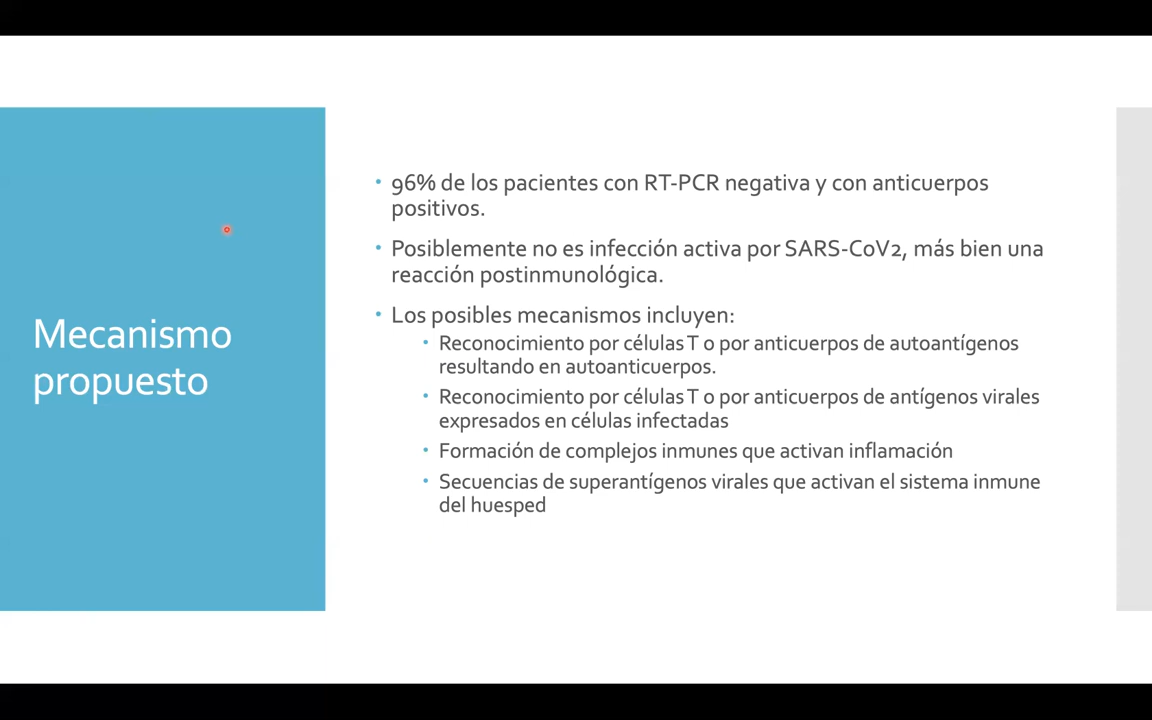 Mecanismo
propuesto
• 96% de los pacientes con RT-PCR negativa y con anticuerpos
positivos.
• Posiblemente no es infección activa por SARS-CoV2, más bien una
reacción postinmunológica.
• Los posibles mecanismos incluyen:
• Reconocimiento por células T o por anticuerpos de autoantígenos
resultando en autoanticuerpos.
• Reconocimiento por células T o por anticuerpos de antígenos virales
expresados en células infectadas
• Formación de complejos inmunes que activan inflamación
• Secuencias de superantígenos virales que activan el sistema inmune
del huesped